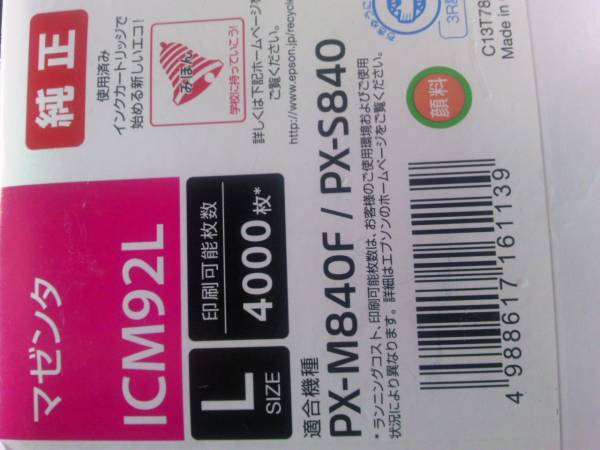 純正
使用済み
インクカートリッジで
始める新しいエコ!
みほん
学校に持っていこう!
詳しくは下記ホームページを
ご覧ください。
http://www.epson.jp/recycle
3R
C13T78
Made in
顔料
マゼンタ
ICM92L
L
SIZE
印刷可能枚数
4000枚*
適合機種
PX-M840F / PX-S840
*ランニングコスト、印刷可能枚数は、お客様のご使用環境およびご使用
状況により異なります。詳細はエプソンのホームページをご覧ください。
4 988617 161139